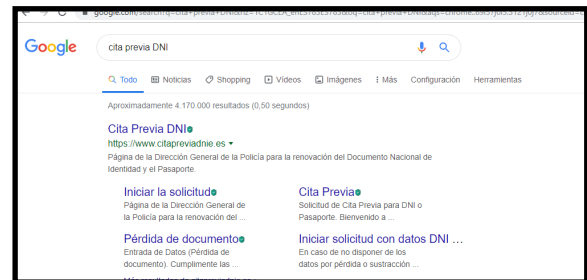 Google
cita previa DNI
Todo Noticias Shopping Vídeos Imágenes Más Configuración Herramientas
Aproximadamente 4.170.000 resultados (0,50 segundos)
Cita Previa DNI
https://www.citapreviadnie.es
Página de la Dirección General de la Policía para la renovación del Documento Nacional de
Identidad y el Pasaporte.
Iniciar la solicitud
Página de la Dirección General de
la Policía para la renovación del ...
Cita Previa
Solicitud de Cita Previa para DNI o
Pasaporte. Bienvenido a ...
Pérdida de documento
Entrada de Datos (Pérdida de
documento). Cumplimente las ...
Iniciar solicitud con datos DNI ...
En caso de no disponer de los
datos por pérdida o sustracción ...